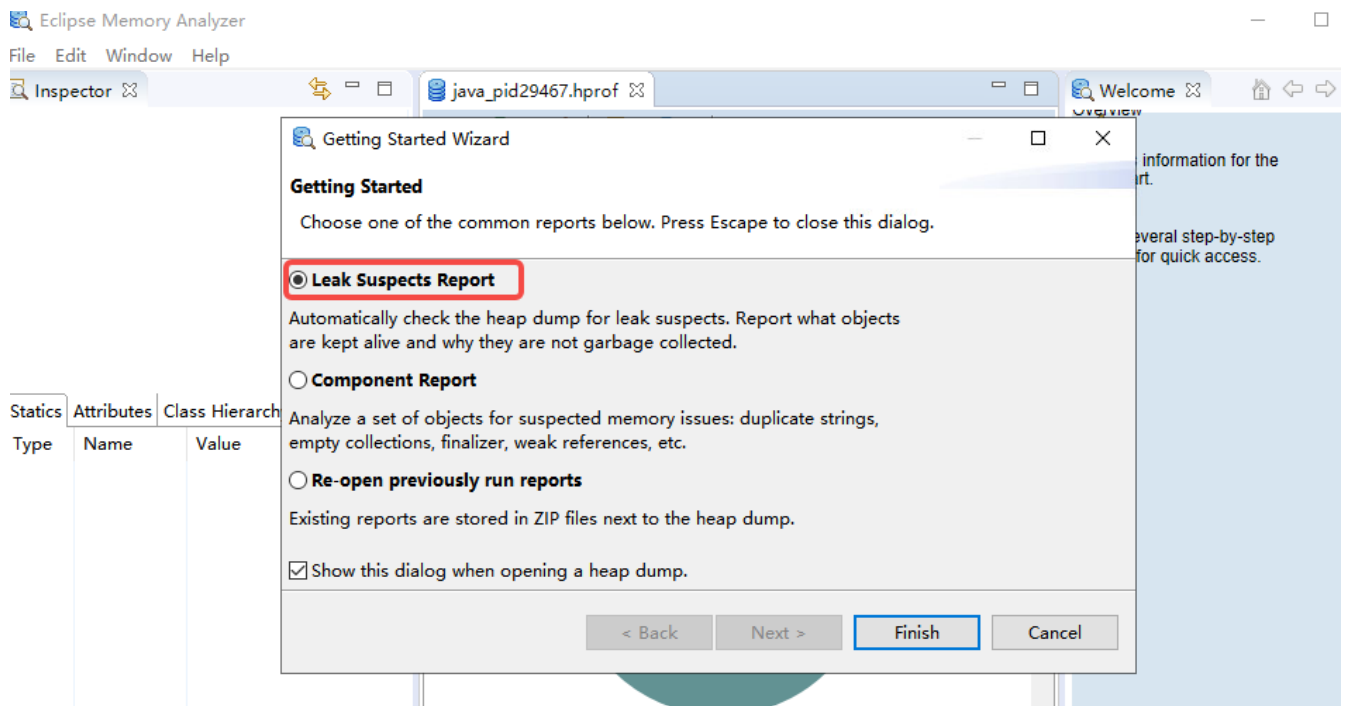 Eclipse Memory Analyzer
File Edit Window Help
Inspector
java_pid29467.hprof
Welcome
Overview
Getting Started Wizard
information for the
Getting Started
Choose one of the common reports below. Press Escape to close this dialog.
several step-by-step
for quick access.
Leak Suspects Report
Automatically check the heap dump for leak suspects. Report what objects
are kept alive and why they are not garbage collected.
Component Report
Analyze a set of objects for suspected memory issues: duplicate strings,
empty collections, finalizer, weak references, etc.
Statics Attributes Class Hierarch
Type Name Value
Re-open previously run reports
Existing reports are stored in ZIP files next to the heap dump.
Show this dialog when opening a heap dump.
< Back Next > Finish Cancel